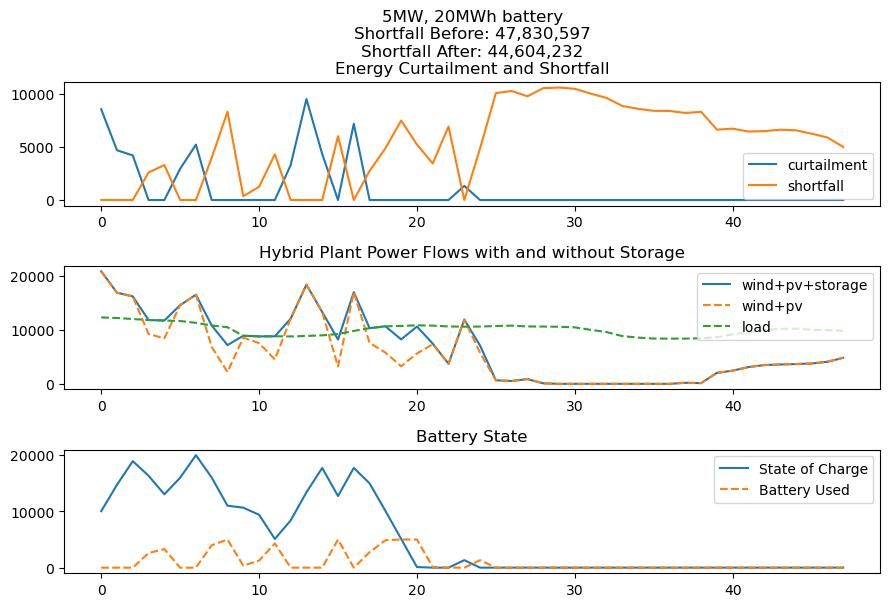 5MW, 20MWh battery
Shortfall Before: 47,830,597
Shortfall After: 44,604,232
Energy Curtailment and Shortfall
10000
5000
0
curtailment
shortfall
0 10 20 30 40
Hybrid Plant Power Flows with and without Storage
20000
10000
0
wind+pv+storage
wind+pv
load
0 10 20 30 40
Battery State
20000
10000
0
State of Charge
Battery Used
0 10 20 30 40